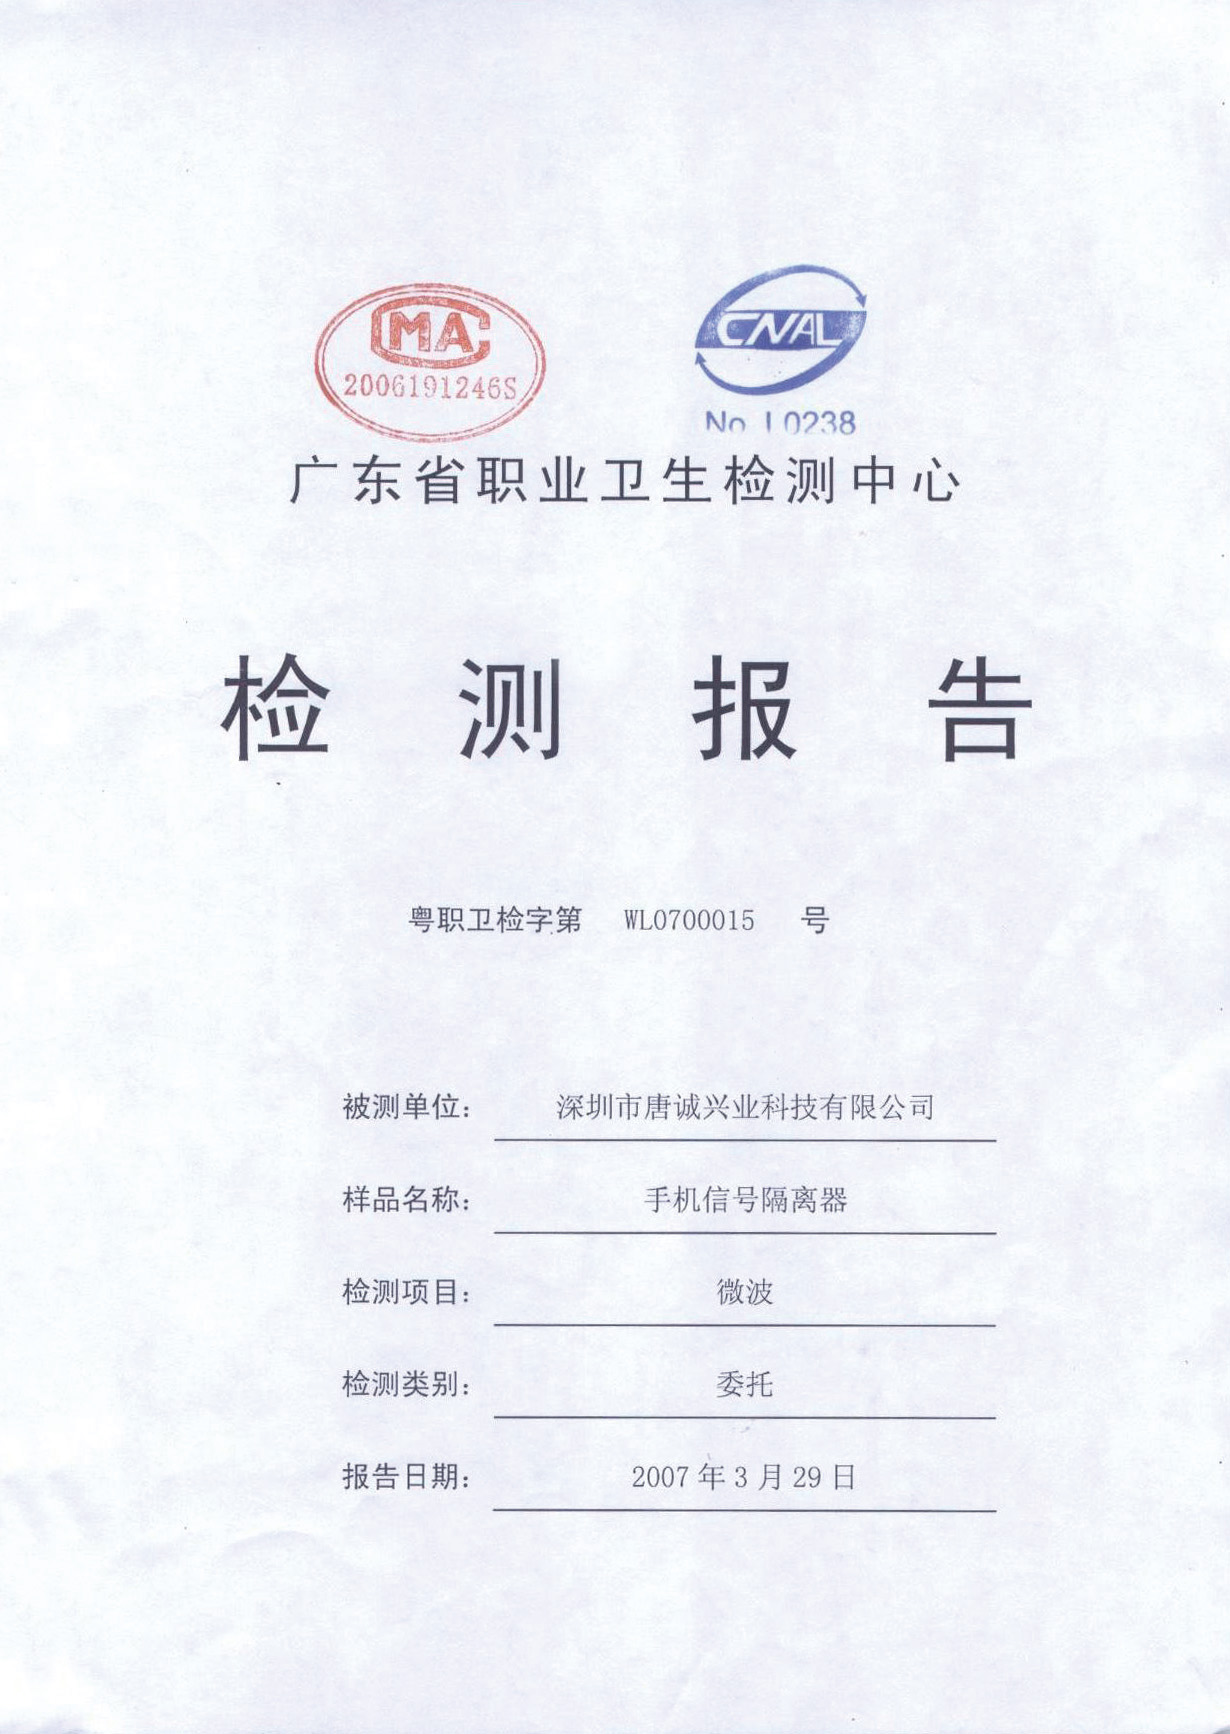 CMA
2006191246S
CNAL
No. L0238
广东省职业卫生检测中心
检测报告
粤职卫检字第 WL0700015 号
被测单位: 深圳市唐诚兴业科技有限公司
样品名称: 手机信号隔离器
检测项目: 微波
检测类别: 委托
报告日期: 2007年3月29日